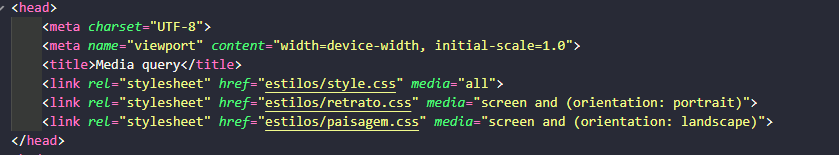 <head>
<meta charset="UTF-8">
<meta name="viewport" content="width=device-width, initial-scale=1.0">
<title>Media query</title>
<link rel="stylesheet" href="estilos/style.css" media="all">
<link rel="stylesheet" href="estilos/retrato.css" media="screen and (orientation: portrait)">
<link rel="stylesheet" href="estilos/paisagem.css" media="screen and (orientation: landscape)">
</head>